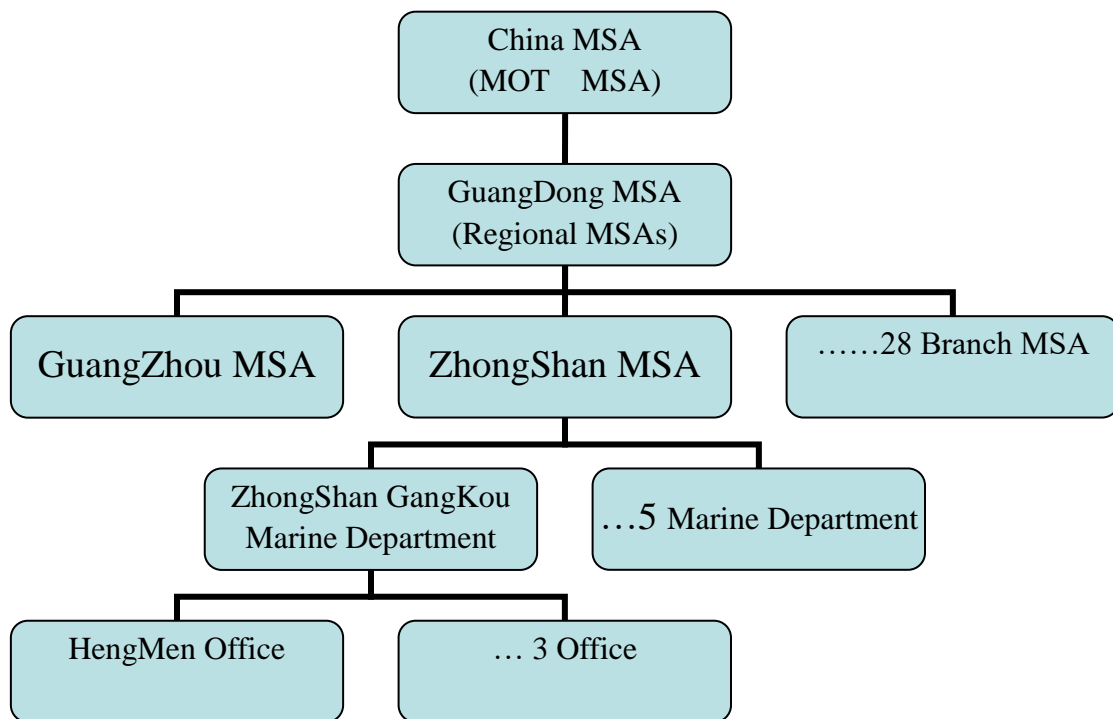 China MSA
(MOT MSA)
GuangDong MSA
(Regional MSAs)
GuangZhou MSA
ZhongShan MSA
……28 Branch MSA
ZhongShan GangKou
Marine Department
…5 Marine Department
HengMen Office
… 3 Office